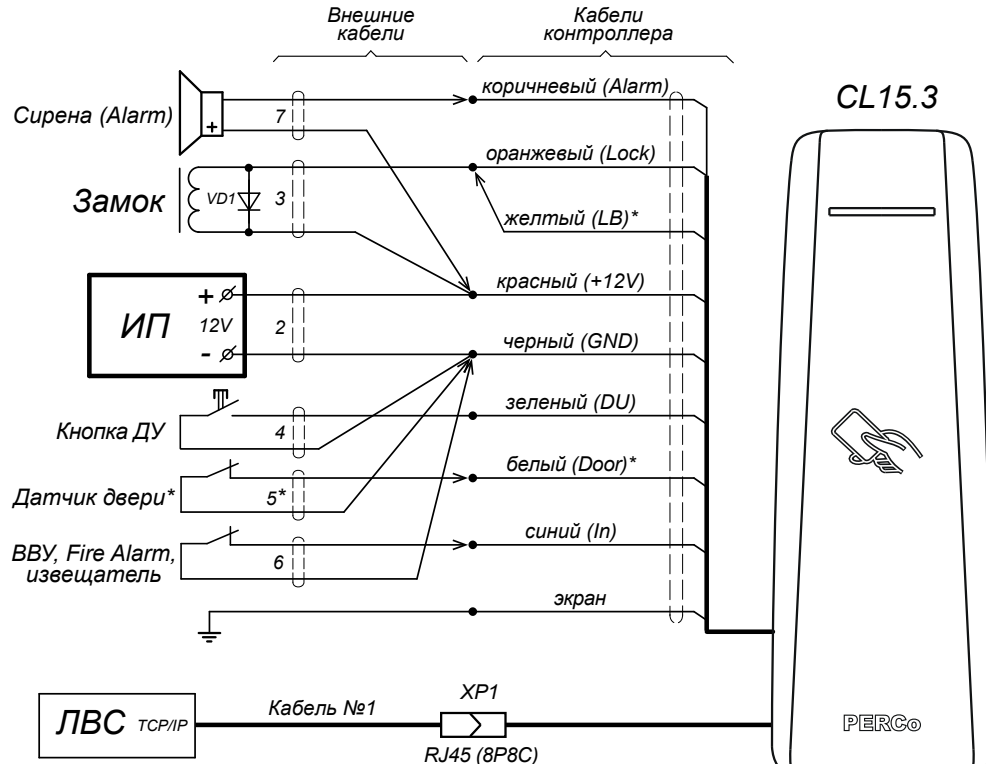 Внешние
кабели
Кабели
контроллера
CL15.3
Сирена (Alarm)
+
7
коричневый (Alarm)
Замок
VD1
3
оранжевый (Lock)
желтый (LB)*
ИП
+
12V
-
2
красный (+12V)
черный (GND)
Кнопка ДУ
4
зеленый (DU)
Датчик двери*
5*
белый (Door)*
ВВУ, Fire Alarm,
извещатель
6
синий (In)
экран
ЛВС TCP/IP
Кабель №1
XP1
RJ45 (8P8C)
PERCo